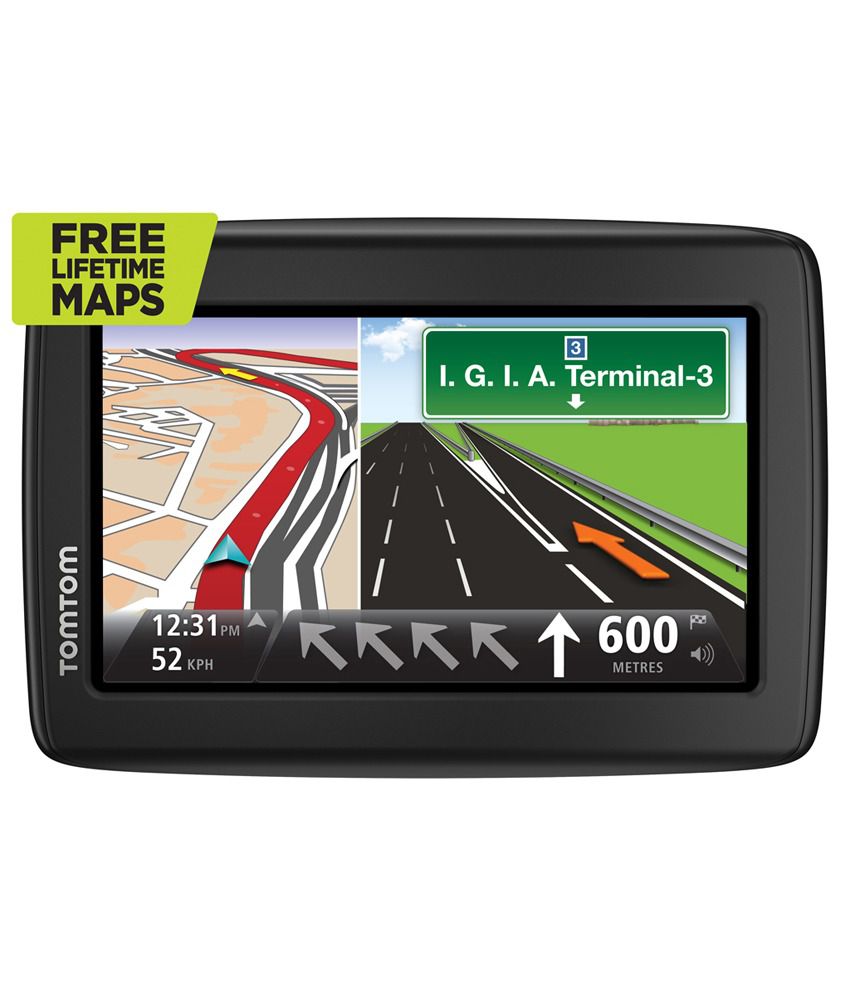 FREE
LIFETIME
MAPS
3
I. G. I. A. Terminal-3
TOMTOM
12:31 PM
52 KPH
600
METRES